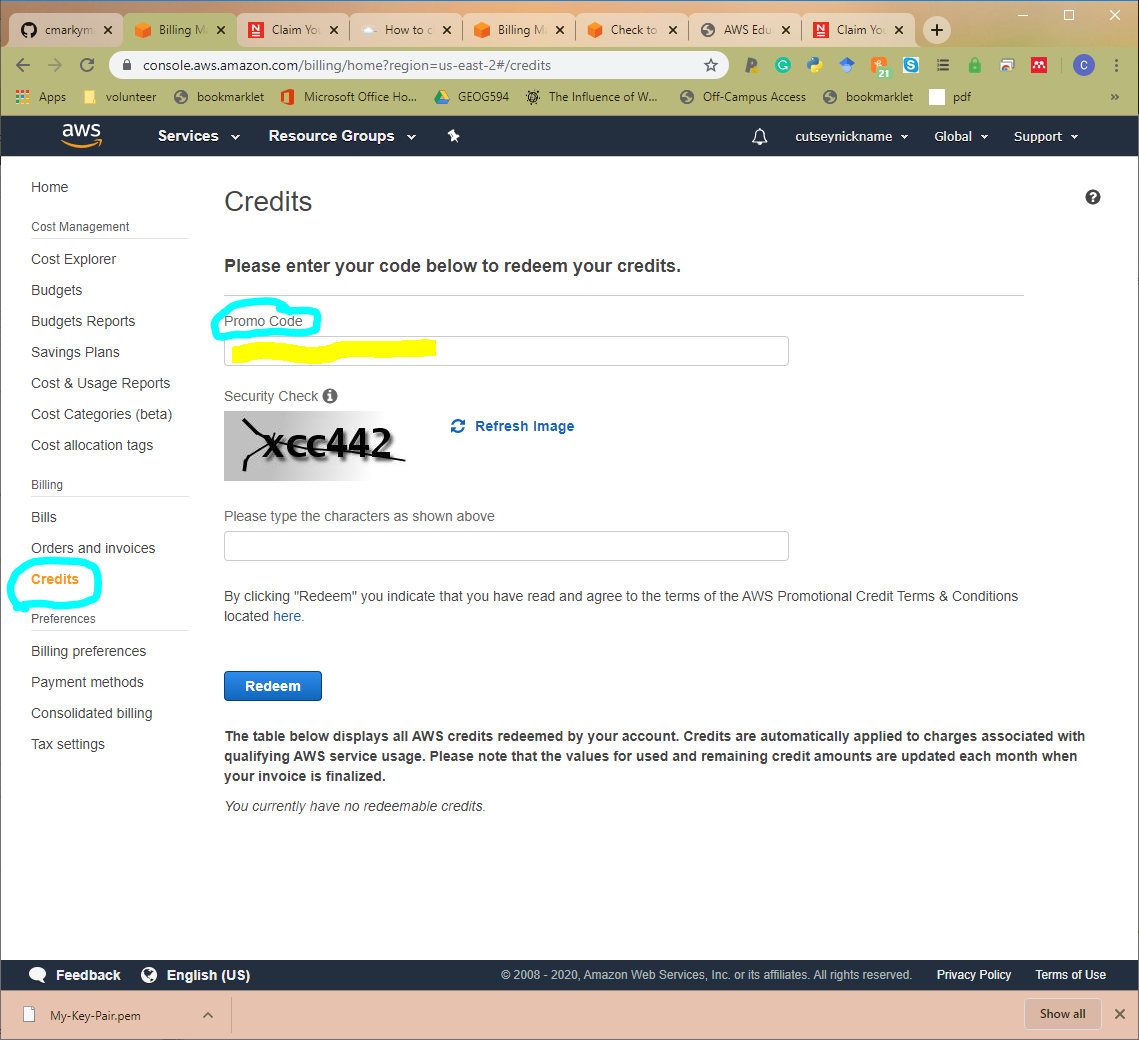 cmarkym
Billing M
Claim You
How to c
Billing M
Check to
AWS Edu
Claim You
console.aws.amazon.com/billing/home?region=us-east-2#/credits
21
C
Apps
volunteer
bookmarklet
Microsoft Office Ho...
GEOG594
The Influence of W...
Off-Campus Access
bookmarklet
pdf
»
aws
Services
Resource Groups
cutseynickname
Global
Support
Home
Cost Management
Cost Explorer
Budgets
Budgets Reports
Savings Plans
Cost & Usage Reports
Cost Categories (beta)
Cost allocation tags
Billing
Bills
Orders and invoices
Credits
Preferences
Billing preferences
Payment methods
Consolidated billing
Tax settings
Credits
Please enter your code below to redeem your credits.
Promo Code
Security Check
xcc442
Refresh Image
Please type the characters as shown above
By clicking "Redeem" you indicate that you have read and agree to the terms of the AWS Promotional Credit Terms & Conditions
located here.
Redeem
The table below displays all AWS credits redeemed by your account. Credits are automatically applied to charges associated with
qualifying AWS service usage. Please note that the values for used and remaining credit amounts are updated each month when
your invoice is finalized.
You currently have no redeemable credits.
Feedback
English (US)
© 2008 - 2020, Amazon Web Services, Inc. or its affiliates. All rights reserved.
Privacy Policy
Terms of Use
My-Key-Pair.pem
Show all